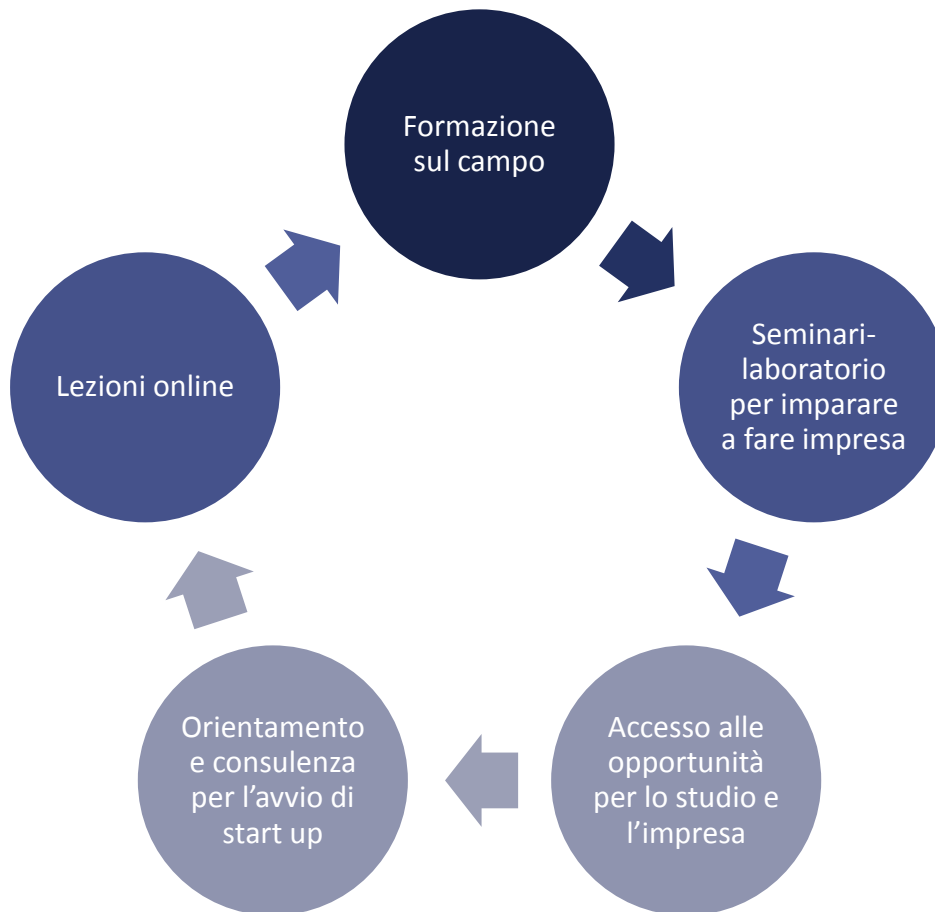 Formazione
sul campo
Seminari-
laboratorio
per imparare
a fare impresa
Accesso alle
opportunità
per lo studio e
l'impresa
Orientamento
e consulenza
per l'avvio di
start up
Lezioni online